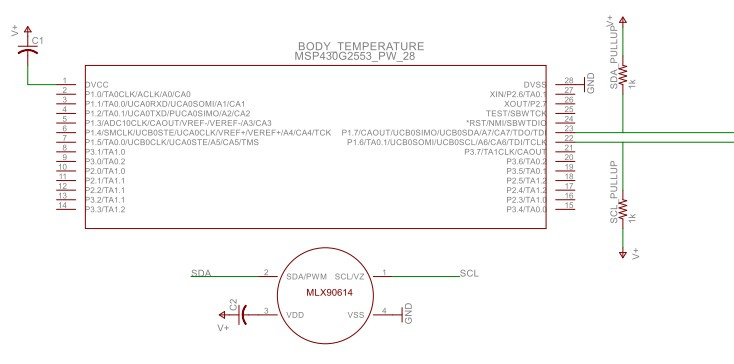 V+
C1
BODY_TEMPERATURE
MSP430G2553_PW_28
V+
SDA_PULLUP
1k
1 DVCC
2 P1.0/TA0CLK/ACLK/A0/CA0
3 P1.1/TA0.0/UCA0RXD/UCA0SOMI/A1/CA1
4 P1.2/TA0.1/UCA0TXD/PUCA0SIMO/A2/CA2
5 P1.3/ADC10CLK/CAOUT/VREF-/VEREF-/A3/CA3
6 P1.4/SMCLK/UCB0STE/UCA0CLK/VREF+/VEREF+/A4/CA4/TCK
7 P1.5/TA0.0/UCB0CLK/UCA0STE/A5/CA5/TMS
8 P3.1/TA1.0
9 P3.0/TA0.2
10 P2.0/TA1.0
11 P2.1/TA1.1
12 P2.2/TA1.1
13 P3.2/TA1.1
14 P3.3/TA1.2
DVSS 28 GND
XIN/P2.6/TA0.1 27
XOUT/P2.7 26
TEST/SBWTCK 25
*RST/NMI/SBWTDIO 24
P1.7/CAOUT/UCB0SIMO/UCB0SDA/A7/CA7/TDO/TDI 23
P1.6/TA0.1/UCB0SOMI/UCB0SCL/A6/CA6/TDI/TCLK 22
P3.7/TA1CLK/CAOUT 21
P3.6/TA0.2 20
P3.5/TA0.1 19
P2.5/TA1.2 18
P2.4/TA1.2 17
P2.3/TA1.0 16
P3.4/TA0.0 15
SCL_PULLUP
1k
V+
SDA 2 SDA/PWM SCL/VZ 1 SCL
MLX90614
C2
V+
3 VDD VSS 4 GND